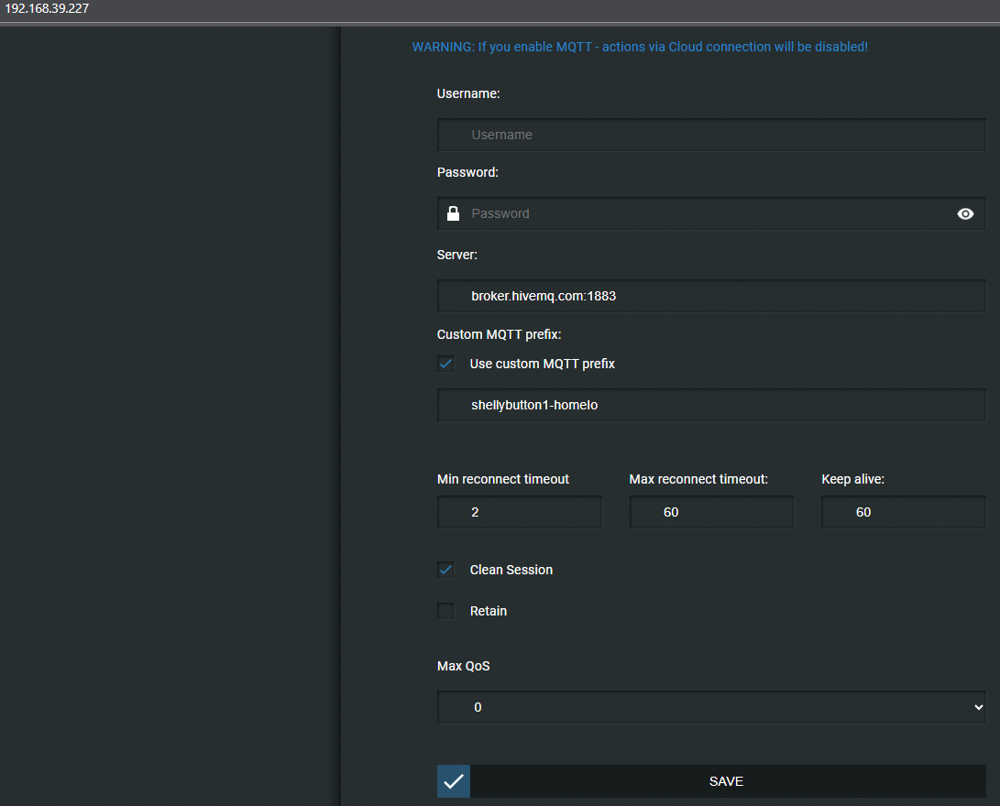 192.168.39.227
WARNING: If you enable MQTT - actions via Cloud connection will be disabled!
Username:
Username
Password:
Password
Server:
broker.hivemq.com:1883
Custom MQTT prefix:
Use custom MQTT prefix
shellybutton1-homelo
Min reconnect timeout
Max reconnect timeout:
Keep alive:
2
60
60
Clean Session
Retain
Max QoS
0
SAVE